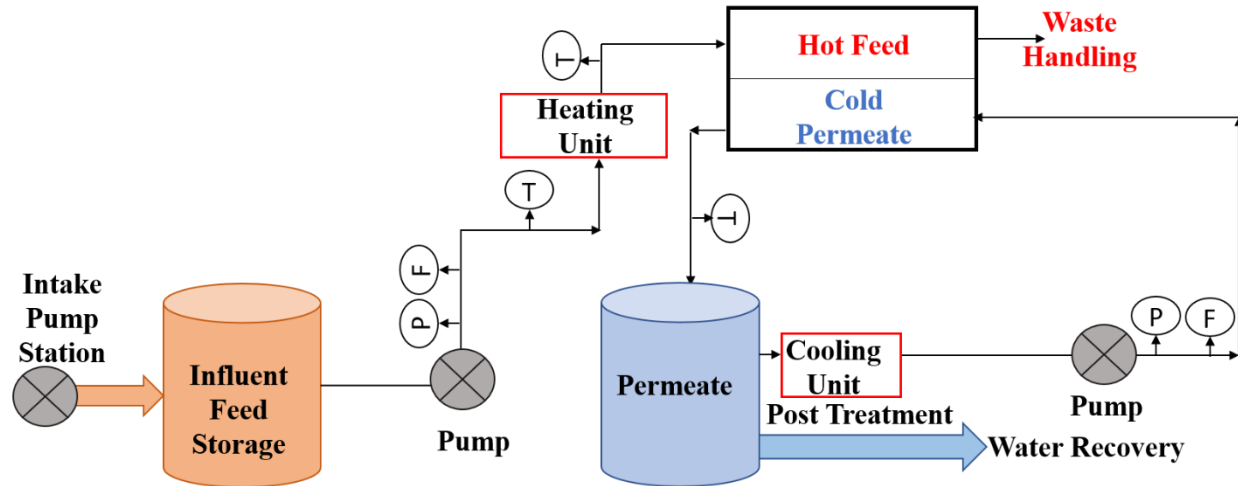 Hot Feed
Waste
Handling
T
Heating
Unit
Cold
Permeate
T
T
F
P
Intake
Pump
Station
Influent
Feed
Storage
Pump
Permeate
Cooling
Unit
P
F
Pump
Post Treatment
Water Recovery